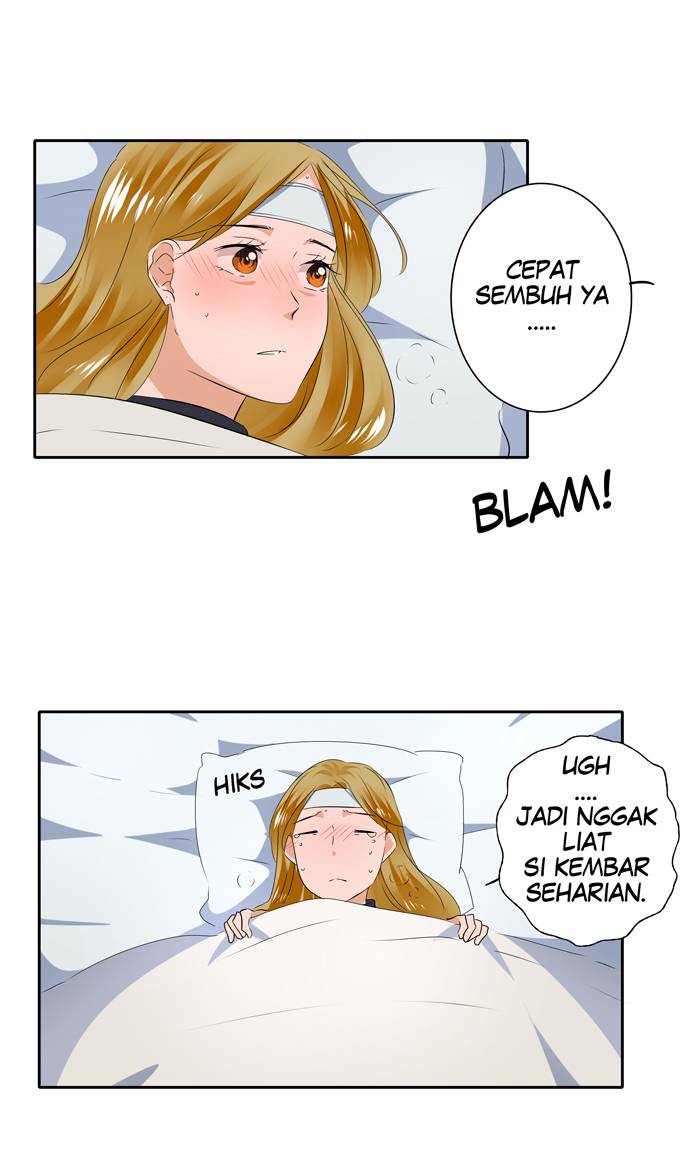 CEPAT
SEMBUH YA
.....
BLAM!
HIKS
UGH
....
JADI NGGAK
LIAT
SI KEMBAR
SEHARIAN.